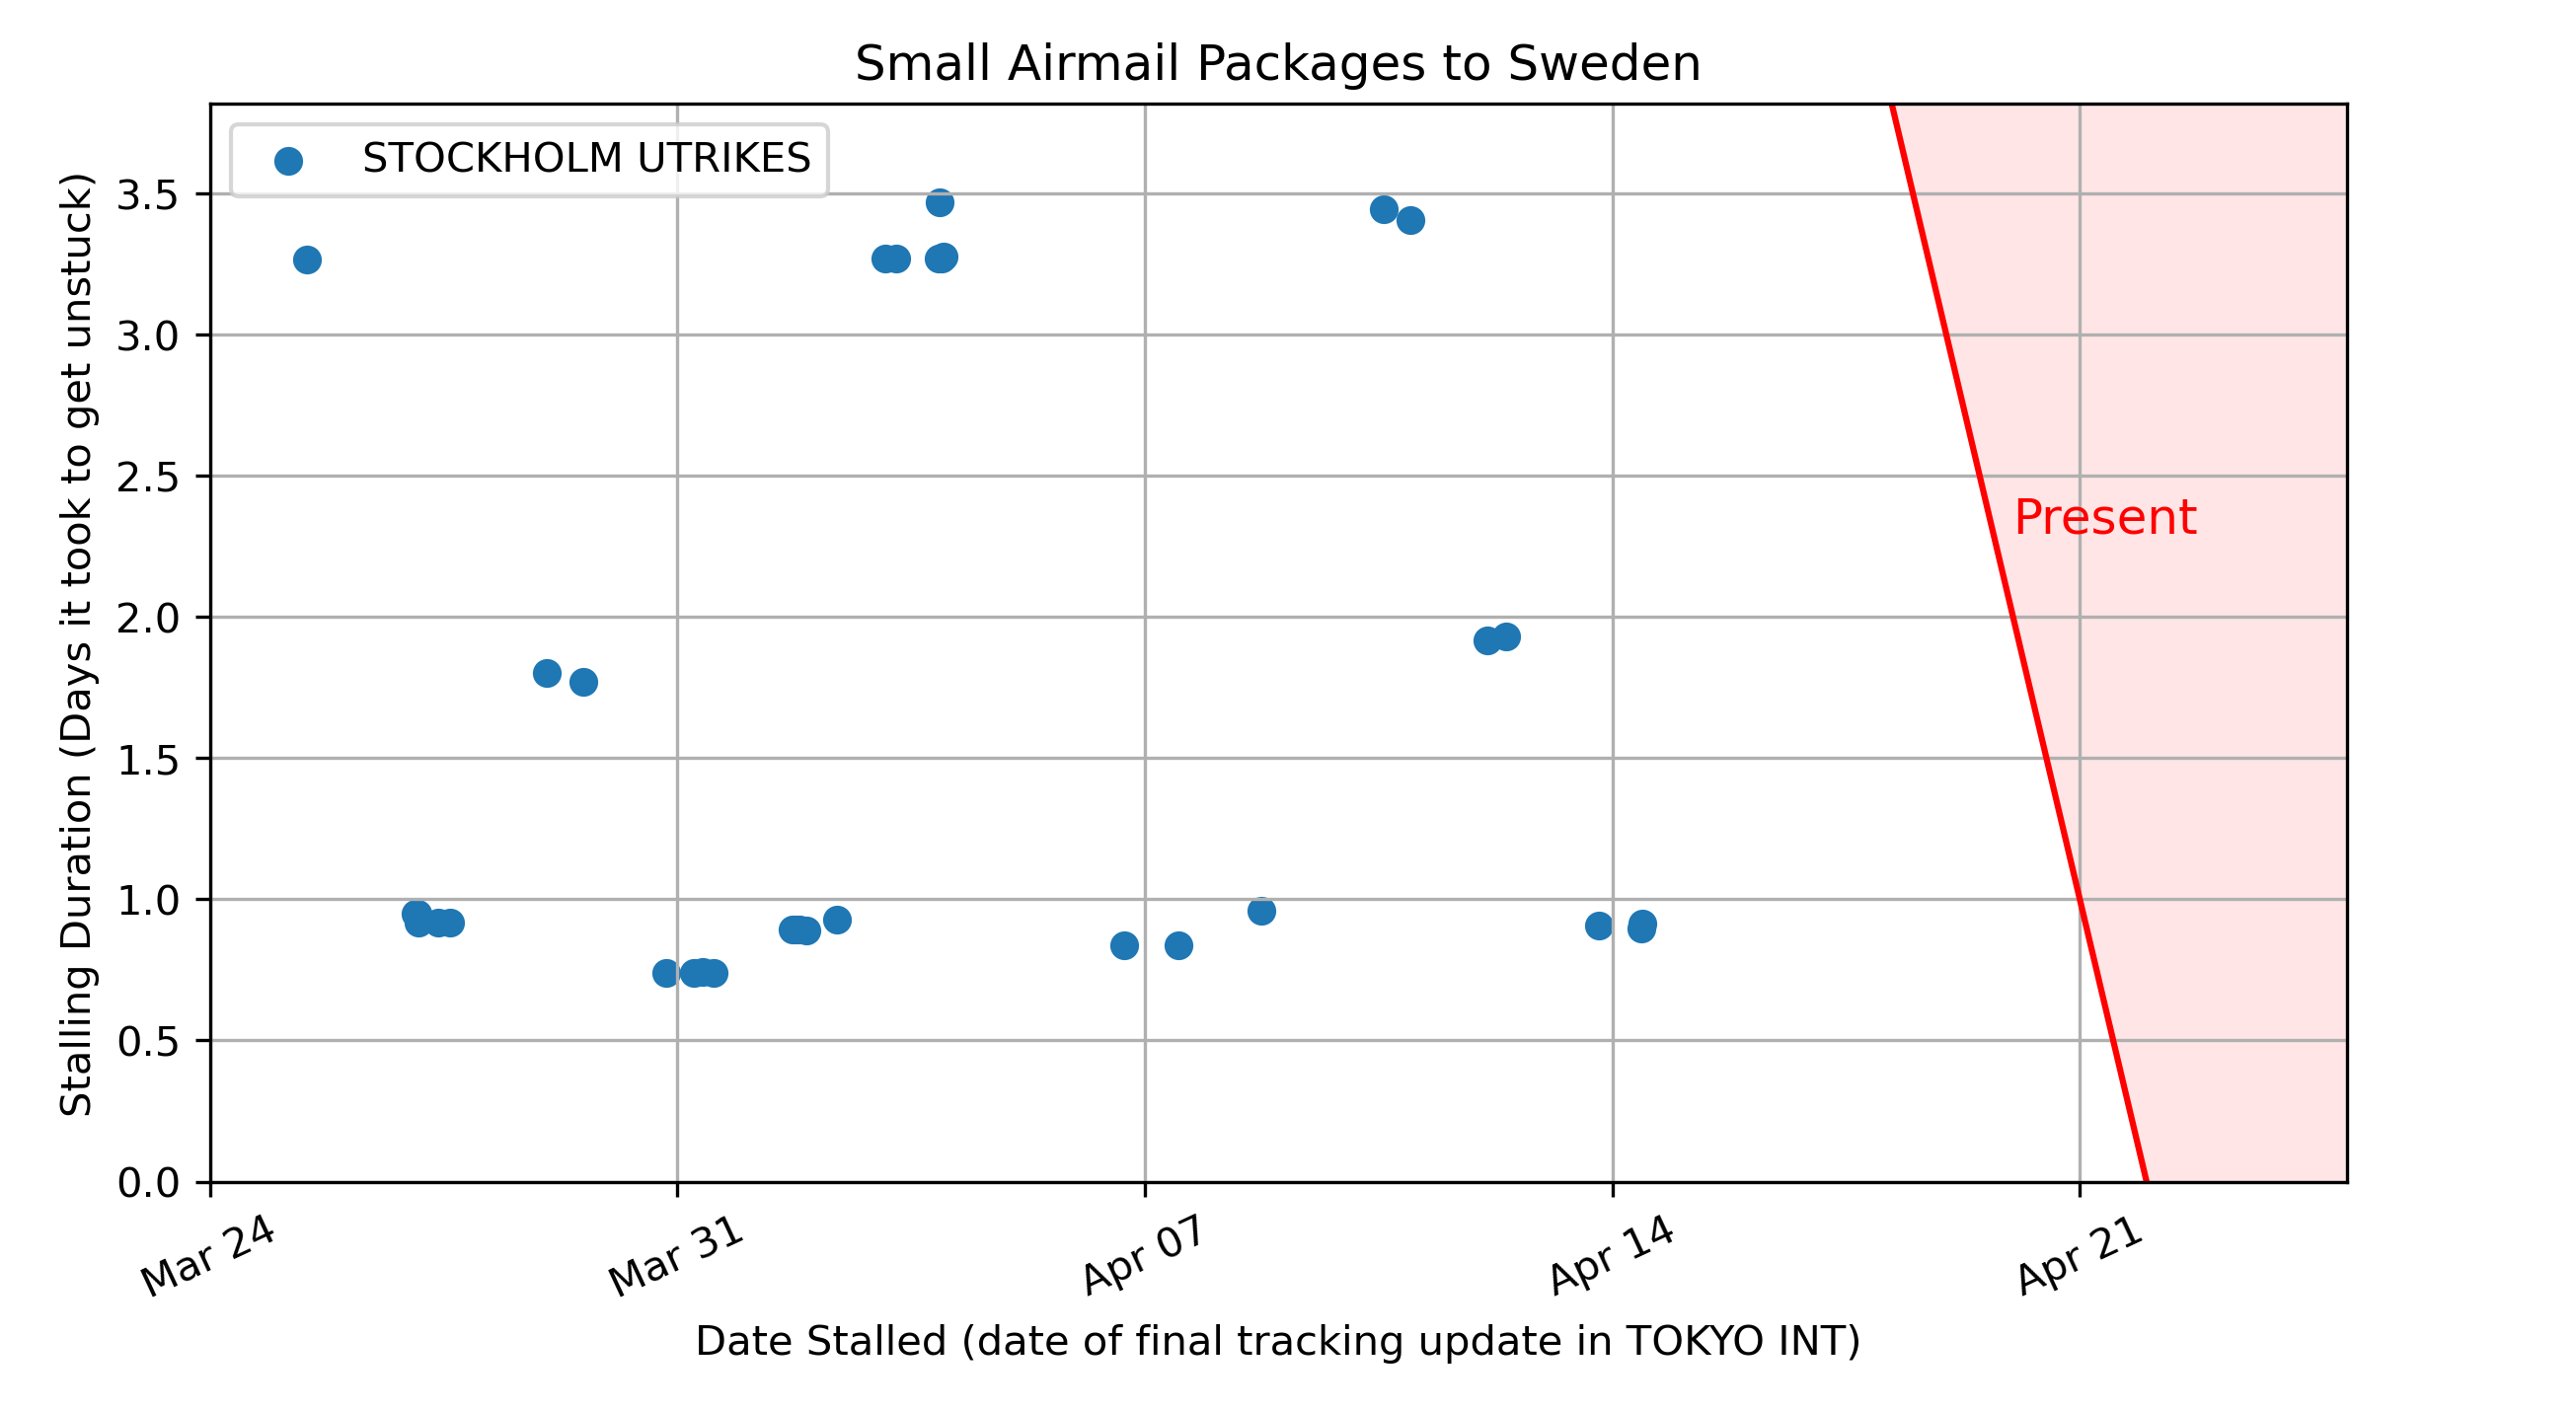 Small Airmail Packages to Sweden
STOCKHOLM UTRIKES
Stalling Duration (Days it took to get unstuck)
3.5
3.0
2.5
2.0
1.5
1.0
0.5
0.0
Present
Mar 24
Mar 31
Apr 07
Apr 14
Apr 21
Date Stalled (date of final tracking update in TOKYO INT)